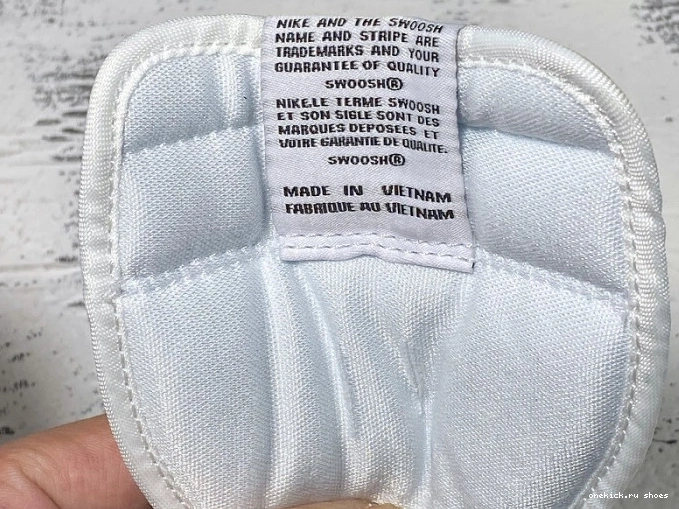 NIKE AND THE SWOOSH
NAME AND STRIPE ARE
TRADEMARKS AND YOUR
GUARANTEE OF QUALITY
SWOOSH®
NIKE.LE TERME SWOOSH
ET SON SIGLE SONT DES
MARQUES DEPOSEES ET
VOTRE GARANTIE DE QUALITE.
SWOOSH®
MADE IN VIETNAM
FABRIQUE AU VIETNAM
onekick.ru shoes